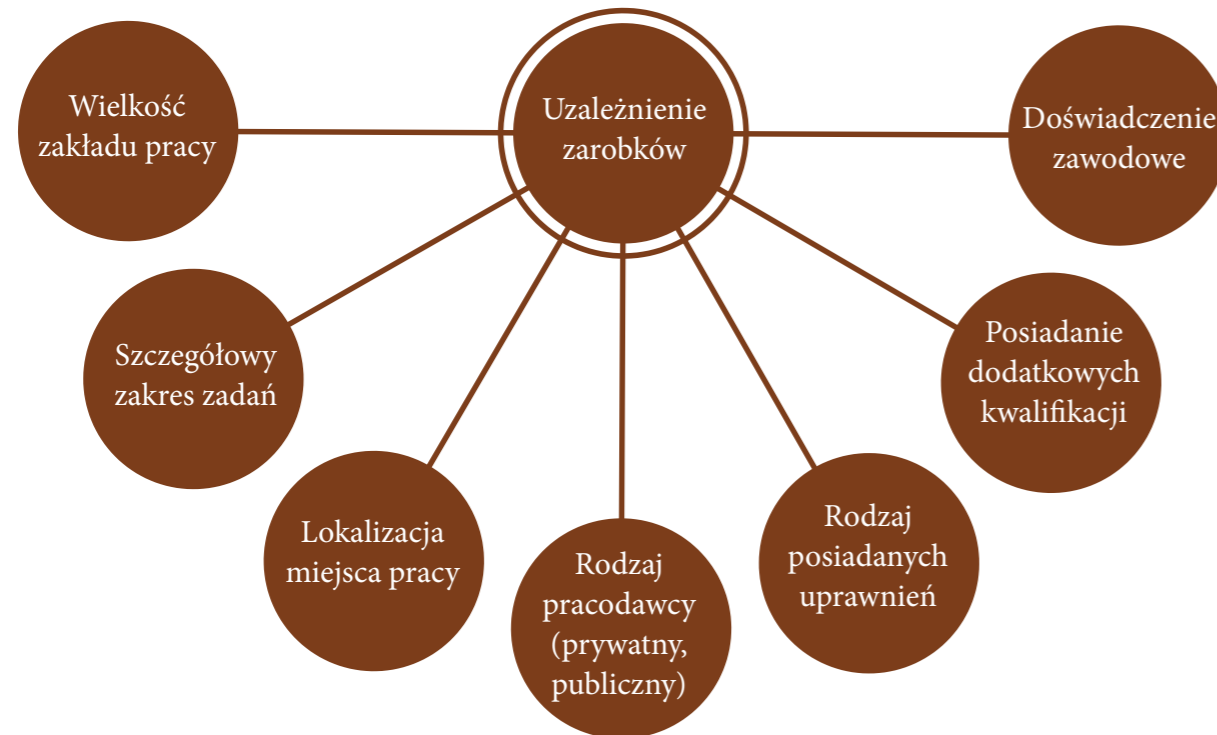 Uzależnienie
zarobków
Wielkość
zakładu pracy
Szczegółowy
zakres zadań
Lokalizacja
miejsca pracy
Rodzaj
pracodawcy
(prywatny,
publiczny)
Rodzaj
posiadanych
uprawnień
Posiadanie
dodatkowych
kwalifikacji
Doświadczenie
zawodowe